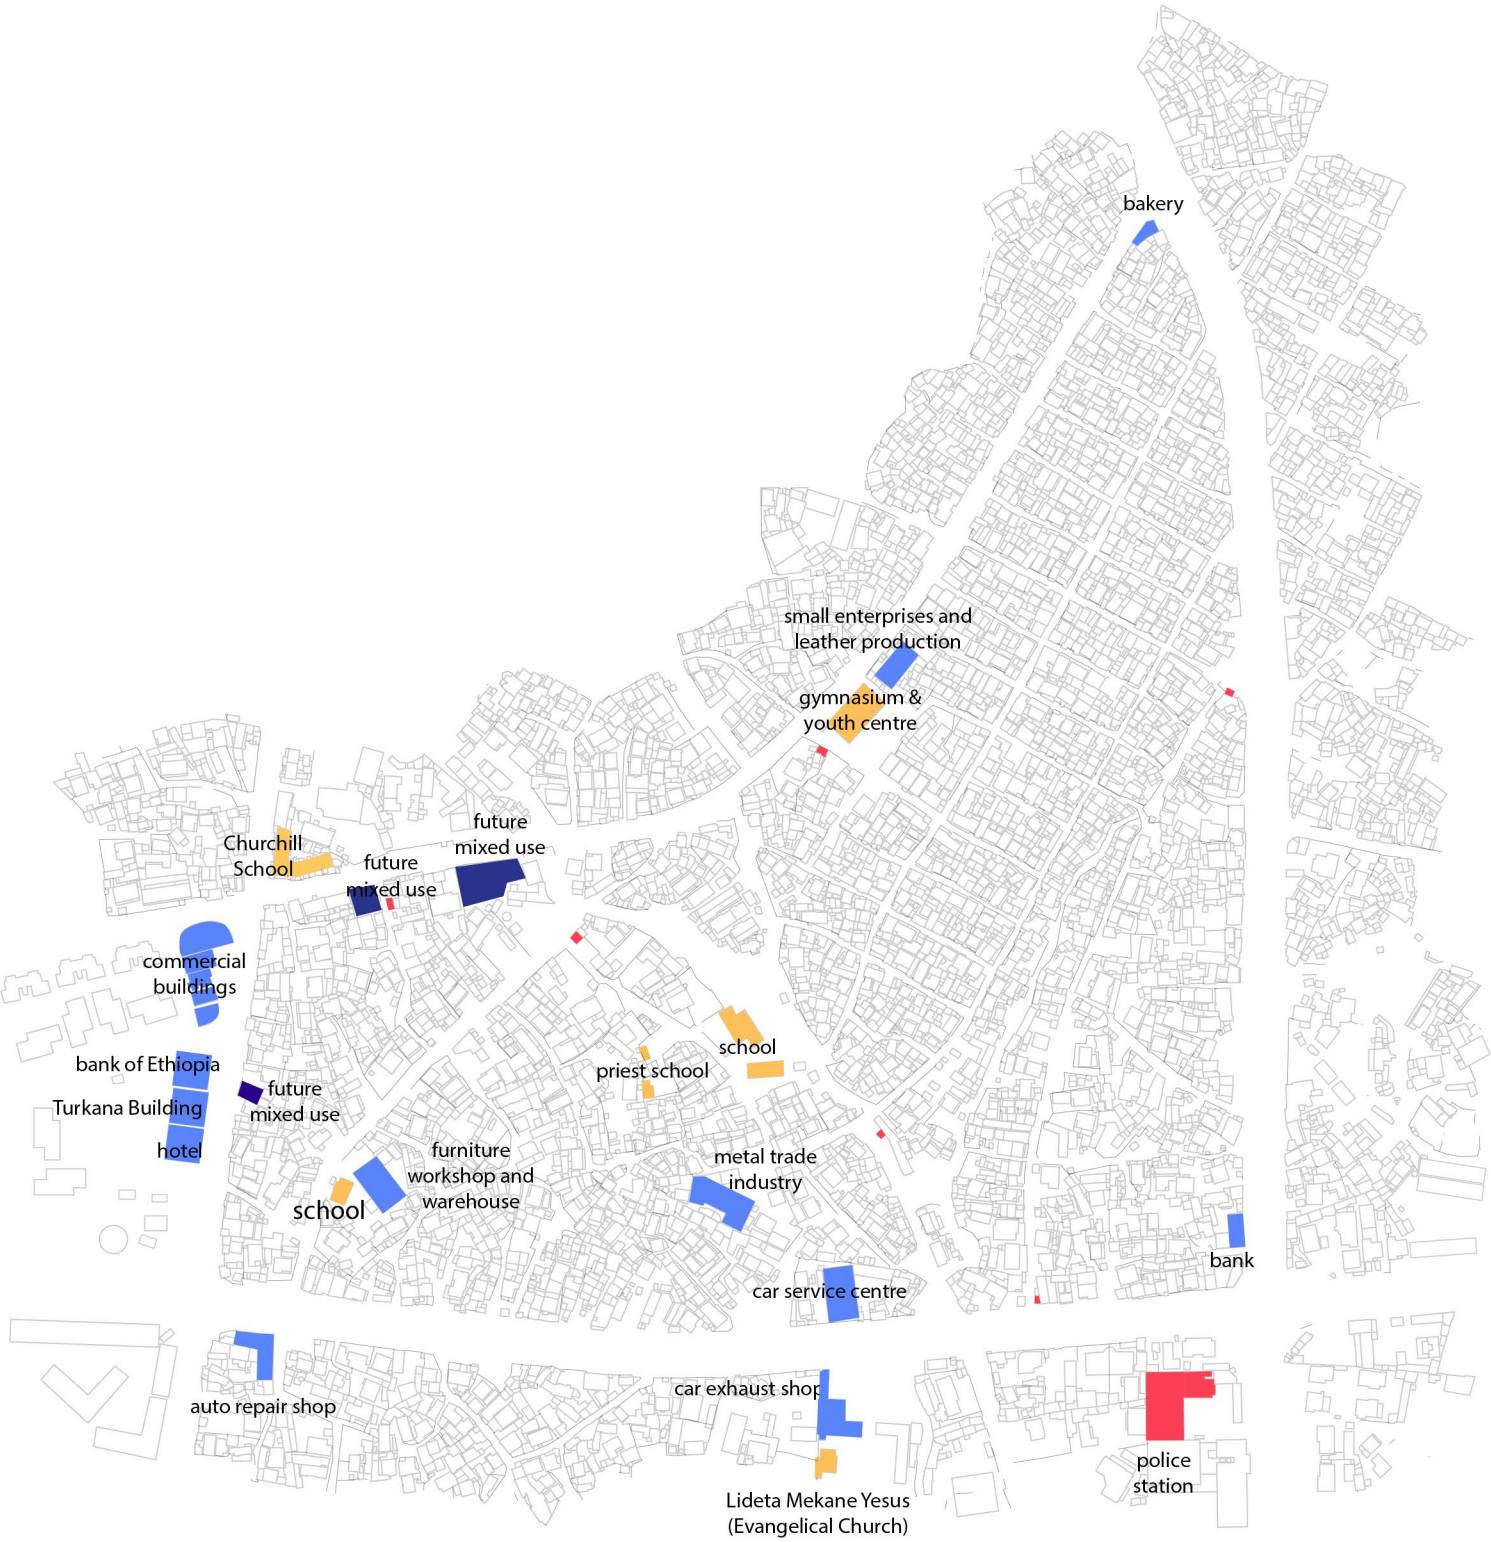 bakery
small enterprises and
leather production
gymnasium &
youth centre
future
mixed use
Churchill
School
future
mixed use
commercial
buildings
school
bank of Ethiopia
priest school
future
mixed use
Turkana Building
hotel
furniture
workshop and
warehouse
metal trade
industry
school
bank
car service centre
car exhaust shop
auto repair shop
police
station
Lideta Mekane Yesus
(Evangelical Church)